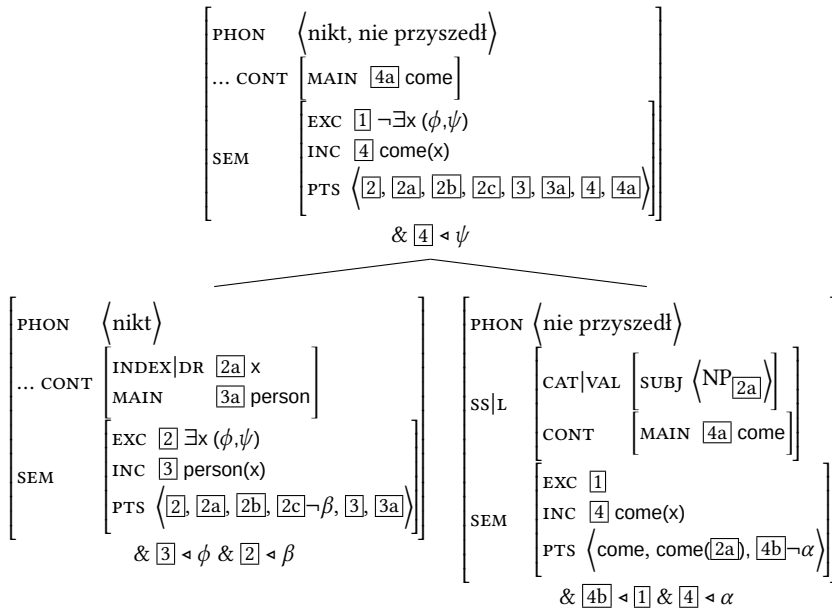 PHON ⟨nikt, nie przyszedł⟩
... CONT [MAIN 4a come]
SEM
EXC 1 ¬∃x (ϕ,ψ)
INC 4 come(x)
PTS ⟨2, 2a, 2b, 2c, 3, 3a, 4, 4a⟩
& 4 ◃ ψ
PHON ⟨nikt⟩
... CONT
INDEX|DR 2a x
MAIN 3a person
SEM
EXC 2 ∃x (ϕ,ψ)
INC 3 person(x)
PTS ⟨2, 2a, 2b, 2c¬β, 3, 3a⟩
& 3 ◃ ϕ & 2 ◃ β
PHON ⟨nie przyszedł⟩
SS|L
CAT|VAL [SUBJ ⟨NP2a⟩]
CONT [MAIN 4a come]
SEM
EXC 1
INC 4 come(x)
PTS ⟨come, come(2a), 4b¬α⟩
& 4b ◃ 1 & 4 ◃ α